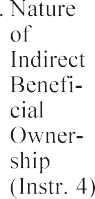 . Nature
of
Indirect
Benefi-
cial
Owner-
ship
(Instr. 4)